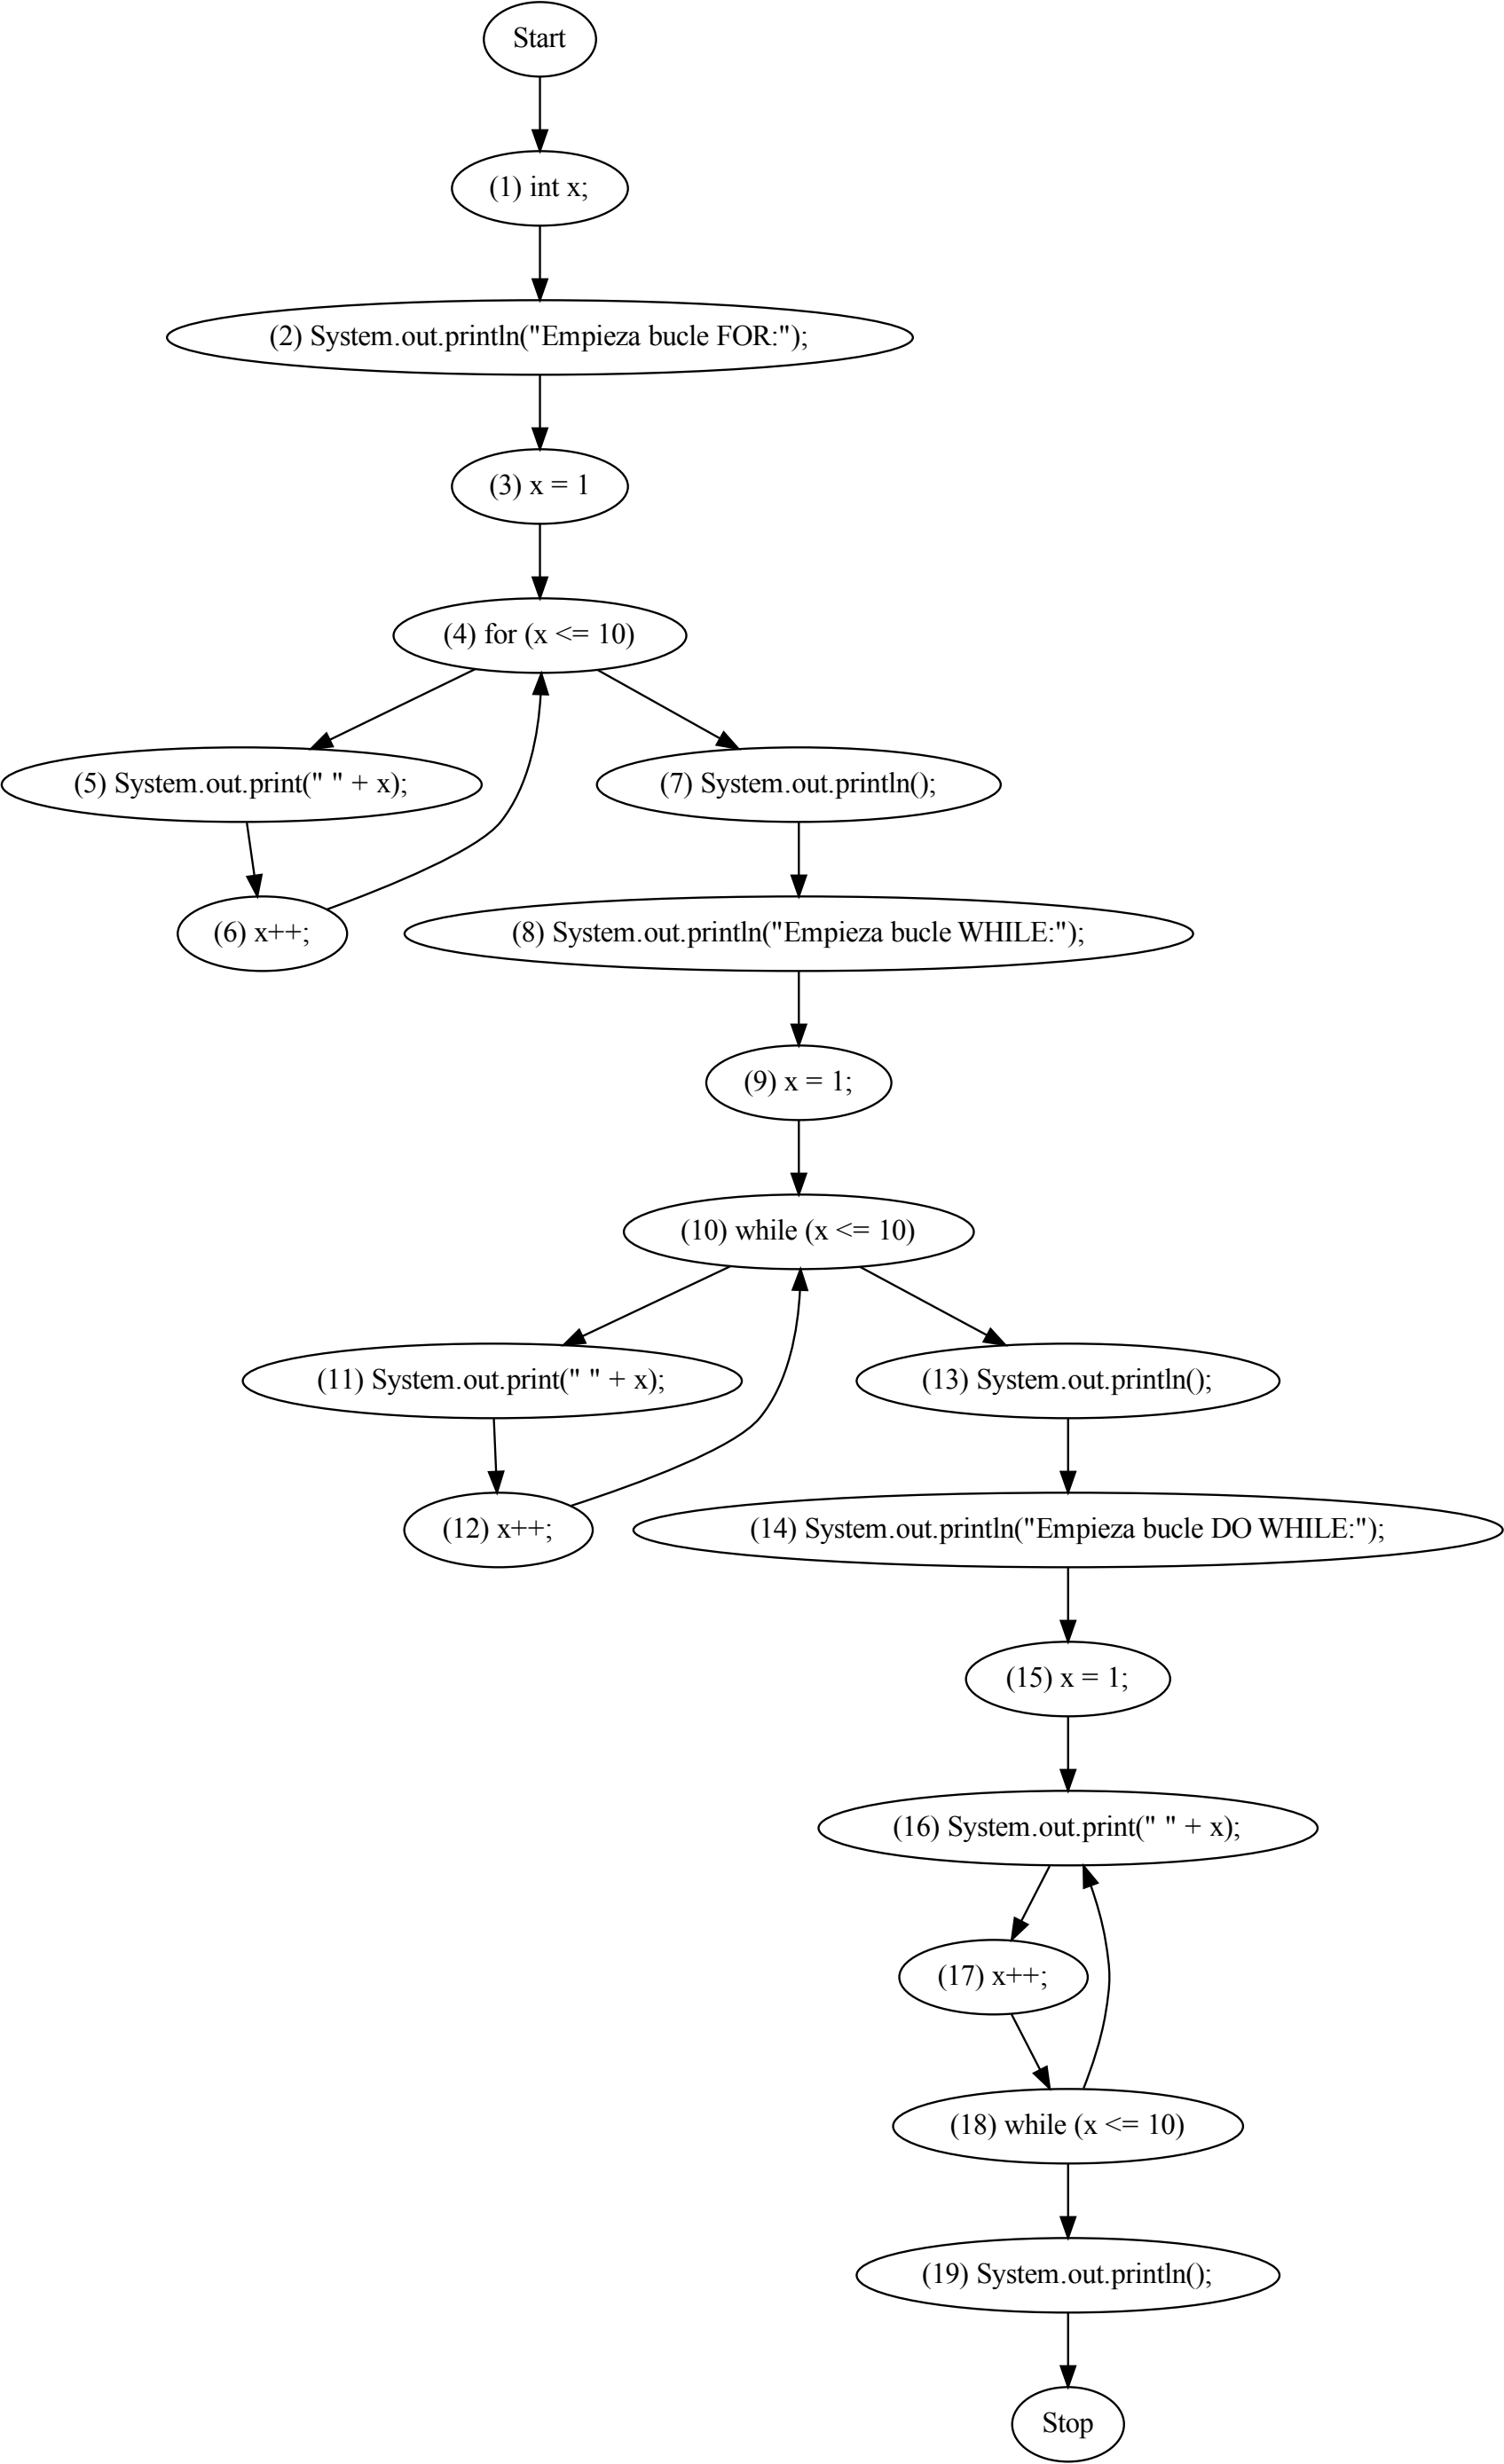 Start
(1) int x;
(2) System.out.println("Empieza bucle FOR:");
(3) x = 1
(4) for (x <= 10)
(5) System.out.print(" " + x);
(7) System.out.println();
(6) x++;
(8) System.out.println("Empieza bucle WHILE:");
(9) x = 1;
(10) while (x <= 10)
(11) System.out.print(" " + x);
(13) System.out.println();
(12) x++;
(14) System.out.println("Empieza bucle DO WHILE:");
(15) x = 1;
(16) System.out.print(" " + x);
(17) x++;
(18) while (x <= 10)
(19) System.out.println();
Stop